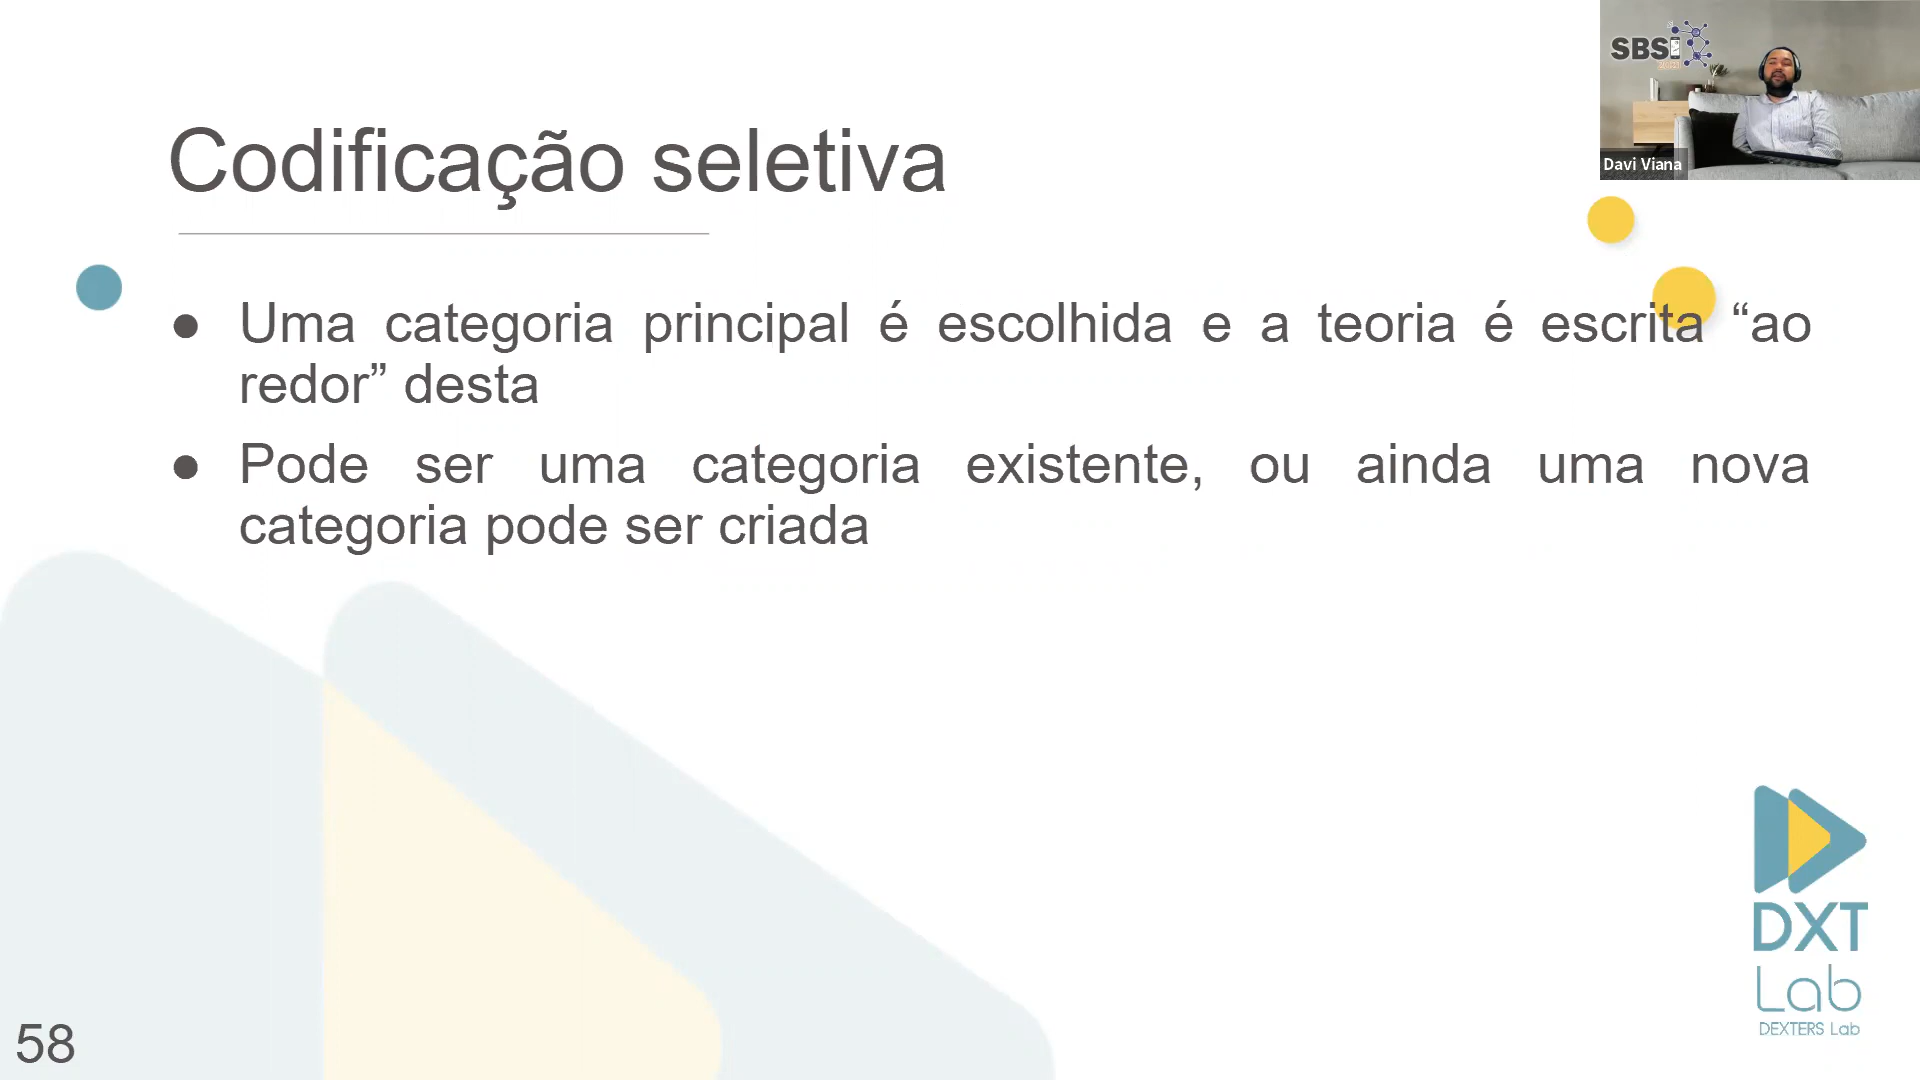 SBSI
Davi Viana
Codificação seletiva
● Uma categoria principal é escolhida e a teoria é escrita “ao
redor” desta
● Pode ser uma categoria existente, ou ainda uma nova
categoria pode ser criada
DXT
Lab
DEXTERS Lab
58